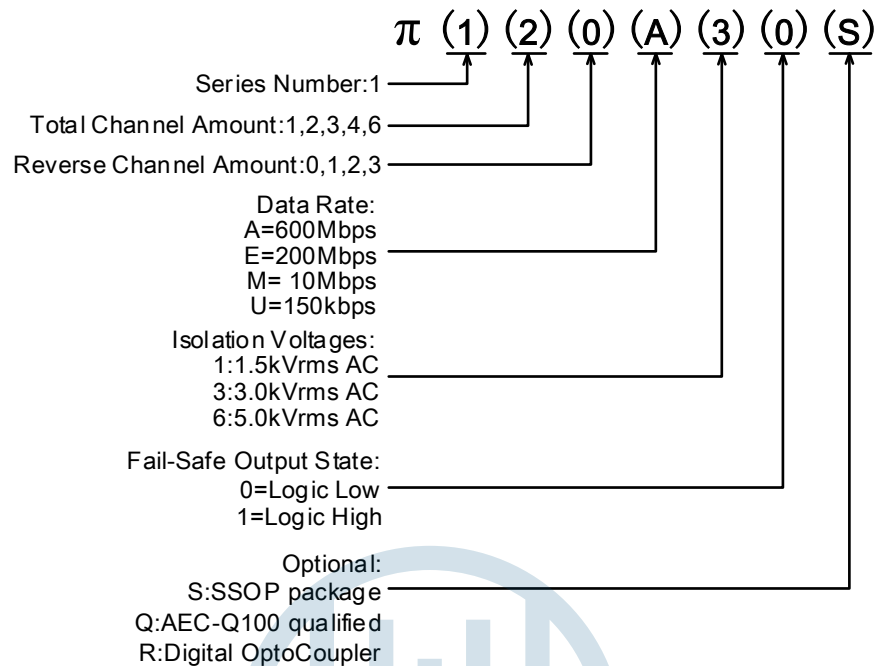 π (1) (2) (0) (A) (3) (0) (S)
Series Number:1
Total Channel Amount:1,2,3,4,6
Reverse Channel Amount:0,1,2,3
Data Rate:
A=600Mbps
E=200Mbps
M= 10Mbps
U=150kbps
Isolation Voltages:
1:1.5kVrms AC
3:3.0kVrms AC
6:5.0kVrms AC
Fail-Safe Output State:
0=Logic Low
1=Logic High
Optional:
S:SSOP package
Q:AEC-Q100 qualified
R:Digital OptoCoupler